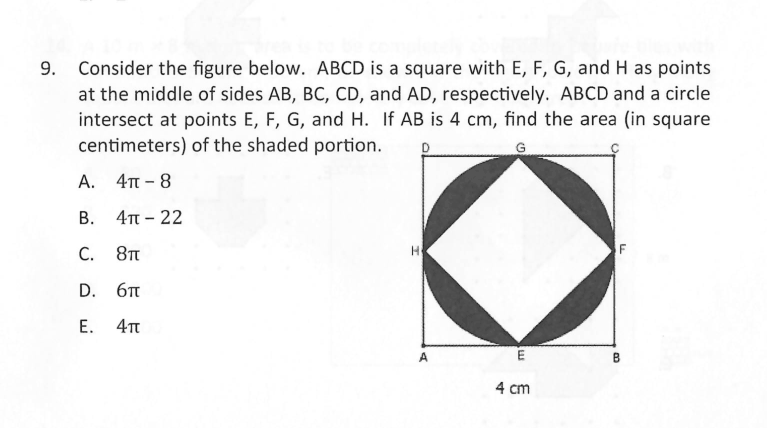 9. Consider the figure below. ABCD is a square with E, F, G, and H as points
at the middle of sides AB, BC, CD, and AD, respectively. ABCD and a circle
intersect at points E, F, G, and H. If AB is 4 cm, find the area (in square
centimeters) of the shaded portion.
A. 4π – 8
B. 4π – 22
C. 8π
D. 6π
E. 4π
D G C
H F
A E B
4 cm